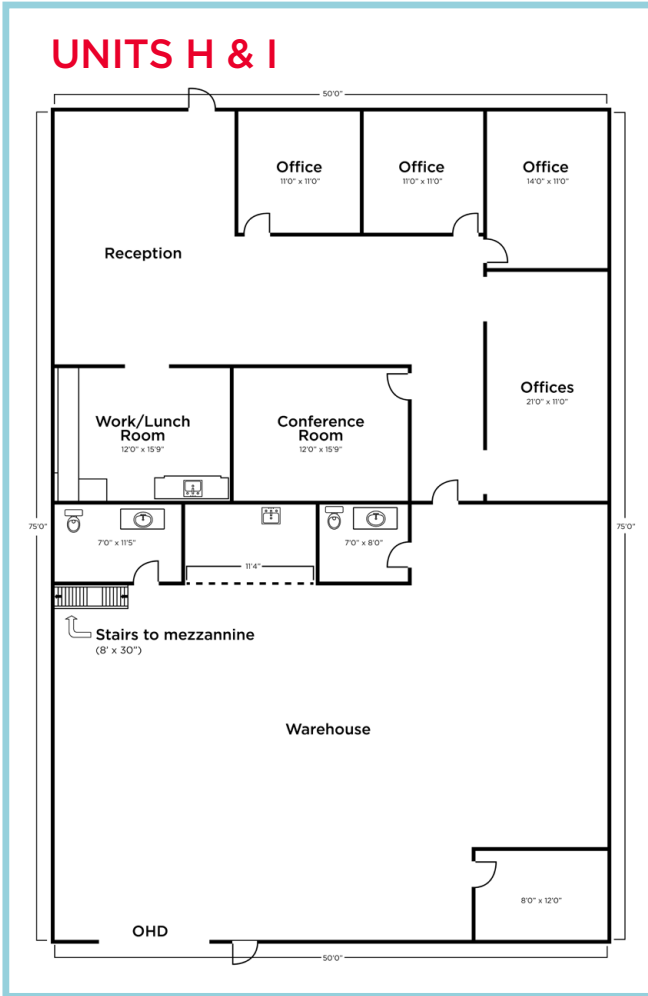 UNITS H & I
50'0"
Office
11'0" x 11'0"
Office
11'0" x 11'0"
Office
14'0" x 11'0"
Reception
Offices
21'0" x 11'0"
Work/Lunch
Room
12'0" x 15'9"
Conference
Room
12'0" x 15'9"
75'0"
75'0"
7'0" x 11'5"
11'4"
7'0" x 8'0"
Stairs to mezzannine
(8' x 30")
Warehouse
8'0" x 12'0"
OHD
50'0"